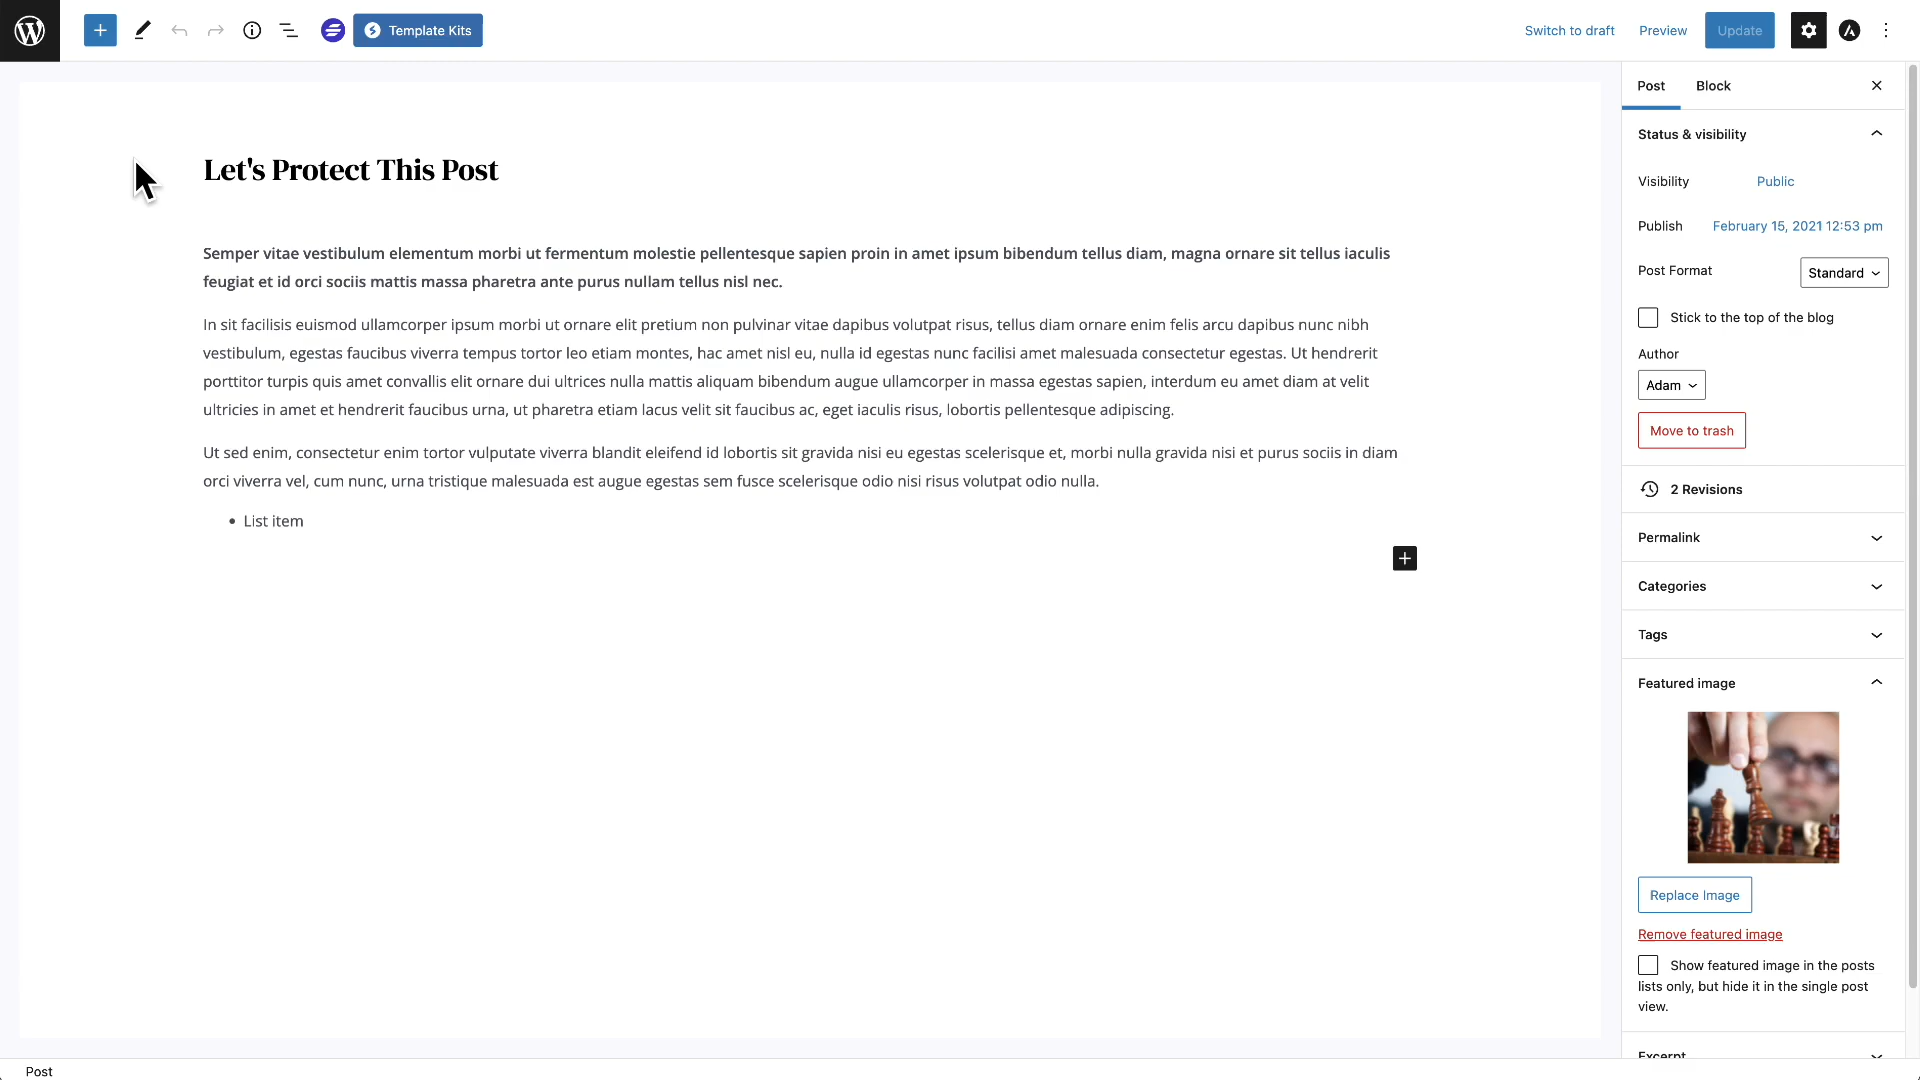 Template Kits
Switch to draft
Preview
Update
Post
Block
Status & visibility
Visibility
Public
Publish
February 15, 2021 12:53 pm
Post Format
Standard
Stick to the top of the blog
Author
Adam
Move to trash
2 Revisions
Permalink
Categories
Tags
Featured image
Replace Image
Remove featured image
Show featured image in the posts
lists only, but hide it in the single post
view.
Excerpt
Let's Protect This Post
Semper vitae vestibulum elementum morbi ut fermentum molestie pellentesque sapien proin in amet ipsum bibendum tellus diam, magna ornare sit tellus iaculis
feugiat et id orci sociis mattis massa pharetra ante purus nullam tellus nisl nec.
In sit facilisis euismod ullamcorper ipsum morbi ut ornare elit pretium non pulvinar vitae dapibus volutpat risus, tellus diam ornare enim felis arcu dapibus nunc nibh
vestibulum, egestas faucibus viverra tempus tortor leo etiam montes, hac amet nisl eu, nulla id egestas nunc facilisi amet malesuada consectetur egestas. Ut hendrerit
porttitor turpis quis amet convallis elit ornare dui ultrices nulla mattis aliquam bibendum augue ullamcorper in massa egestas sapien, interdum eu amet diam at velit
ultricies in amet et hendrerit faucibus urna, ut pharetra etiam lacus velit sit faucibus ac, eget iaculis risus, lobortis pellentesque adipiscing.
Ut sed enim, consectetur enim tortor vulputate viverra blandit eleifend id lobortis sit gravida nisi eu egestas scelerisque et, morbi nulla gravida nisi et purus sociis in diam
orci viverra vel, cum nunc, urna tristique malesuada est augue egestas sem fusce scelerisque odio nisi risus volutpat odio nulla.
List item
Post